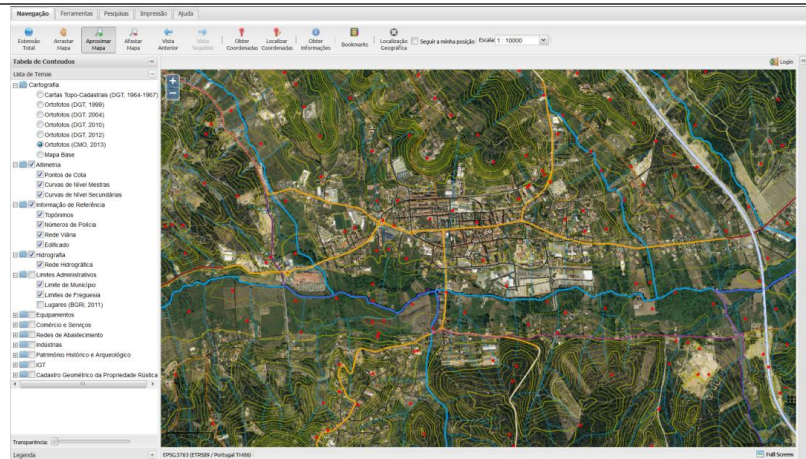 Navegação Ferramentas Pesquisas Impressão Ajuda
Extensão Total
Arrastar Mapa
Aproximar Mapa
Afastar Mapa
Vista Anterior
Vista Seguinte
Obter Coordenadas
Localizar Coordenadas
Obter Informações
Bookmarks
Localização Geográfica
Seguir a minha posição
Escala: 1 10000
Tabela de Conteudos
Login
Lista de Temas
Cartografia
Cartas Topo-Cadastrais (DGT, 1964-1967)
Ortofotos (DGT, 1999)
Ortofotos (DGT, 2004)
Ortofotos (DGT, 2010)
Ortofotos (DGT, 2012)
Ortofotos (CMO, 2013)
Mapa Base
Altimetria
Pontos de Cota
Curvas de Nível Mestras
Curvas de Nível Secundárias
Informação de Referência
Topónimos
Números de Polícia
Rede Viária
Edificado
Hidrografia
Rede Hidrográfica
Limites Administrativos
Limite de Município
Limites de Freguesia
Lugares (BGRI, 2011)
Equipamentos
Comércio e Serviços
Redes de Abastecimento
Indústrias
Património Histórico e Arqueológico
IGT
Cadastro Geométrico da Propriedade Rústica
Transparência:
Legenda
EPSG:3763 (ETRS89 / Portugal TM06)
Full Screen